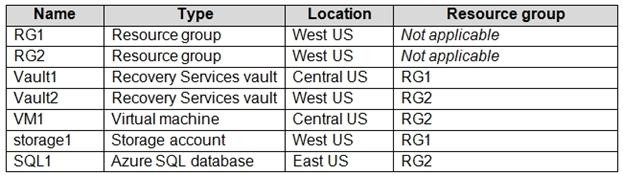 Name Type Location Resource group
RG1 Resource group West US Not applicable
RG2 Resource group West US Not applicable
Vault1 Recovery Services vault Central US RG1
Vault2 Recovery Services vault West US RG2
VM1 Virtual machine Central US RG2
storage1 Storage account West US RG1
SQL1 Azure SQL database East US RG2